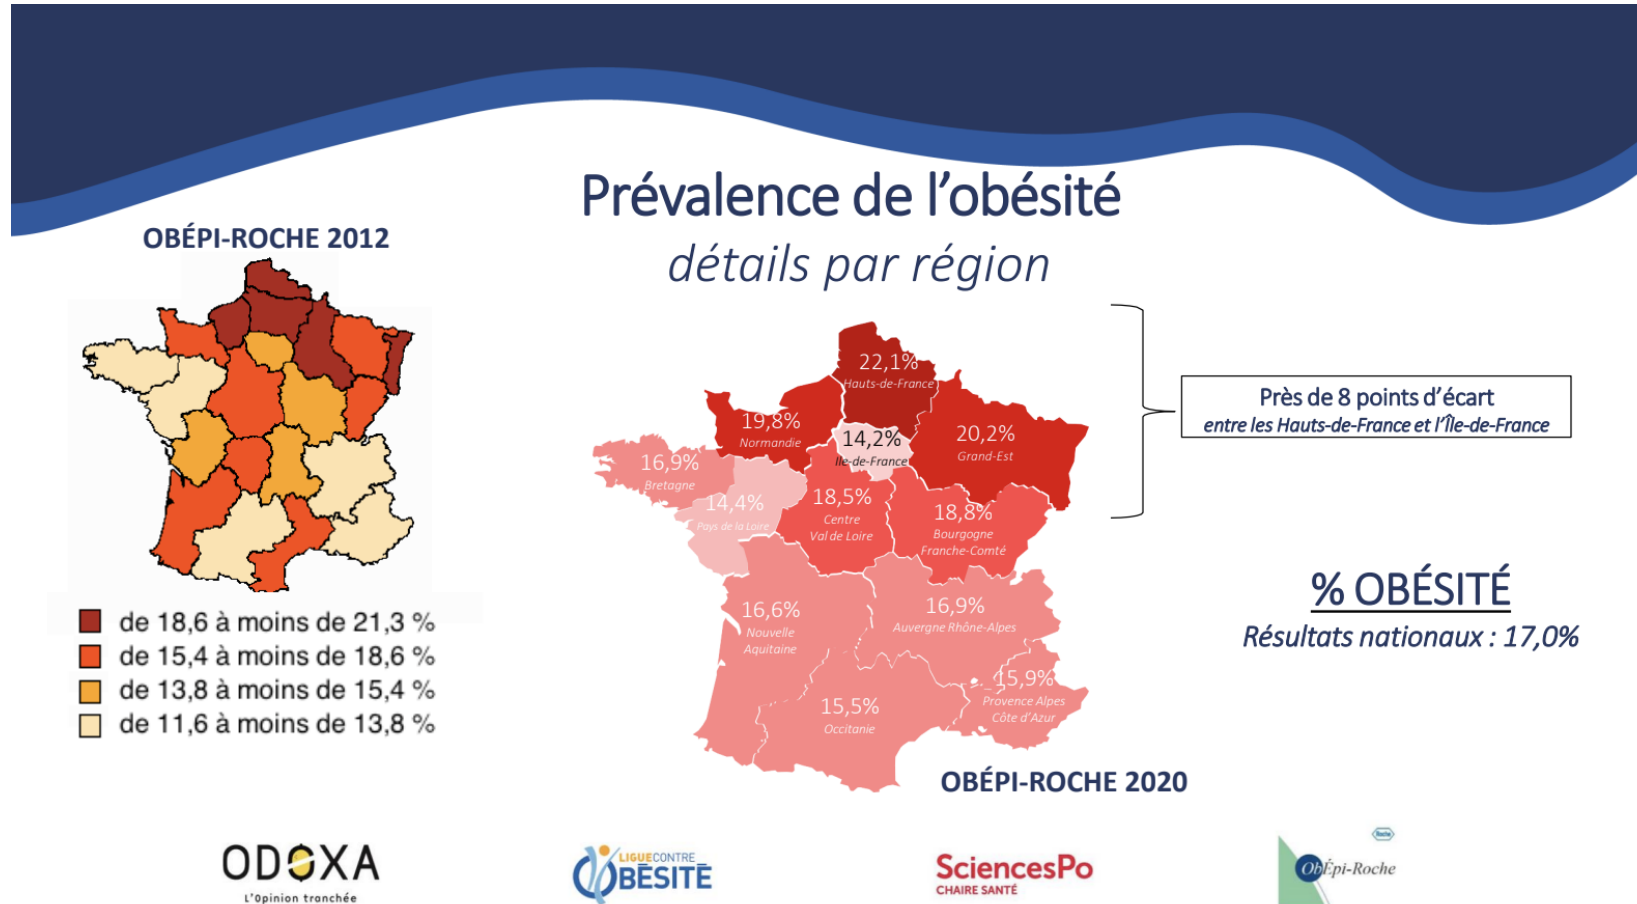 Prévalence de l'obésité
détails par région
OBÉPI-ROCHE 2012
de 18,6 à moins de 21,3 %
de 15,4 à moins de 18,6 %
de 13,8 à moins de 15,4 %
de 11,6 à moins de 13,8 %
22,1%
Hauts-de-France
19,8%
Normandie
14,2%
Île-de-France
20,2%
Grand-Est
16,9%
Bretagne
14,4%
Pays de la Loire
18,5%
Centre
Val de Loire
18,8%
Bourgogne
Franche-Comté
16,6%
Nouvelle
Aquitaine
16,9%
Auvergne Rhône-Alpes
15,9%
Provence Alpes
Côte d'Azur
15,5%
Occitanie
OBÉPI-ROCHE 2020
Près de 8 points d'écart
entre les Hauts-de-France et l'Île-de-France
% OBÉSITÉ
Résultats nationaux : 17,0%
ODOXA
L'Opinion tranchée
LIGUE CONTRE
OBÉSITÉ
SciencesPo
CHAIRE SANTÉ
Roche
ObÉpi-Roche